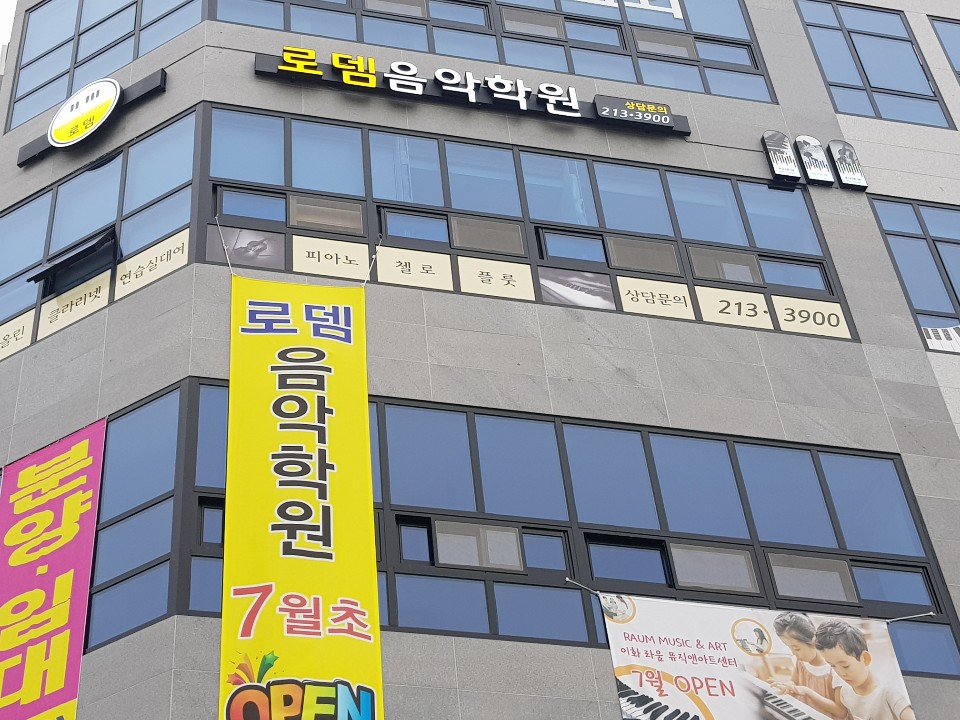 로뎀음악학원
상담문의
213-3900
로뎀
올린
클라리넷
연습실대여
피아노
첼로
플룻
상담문의
213-3900
로뎀
음악학원
7월초
OPEN
분양·임대
RAUM MUSIC & ART
이화 라움 뮤직앤아트센터
7월 OPEN